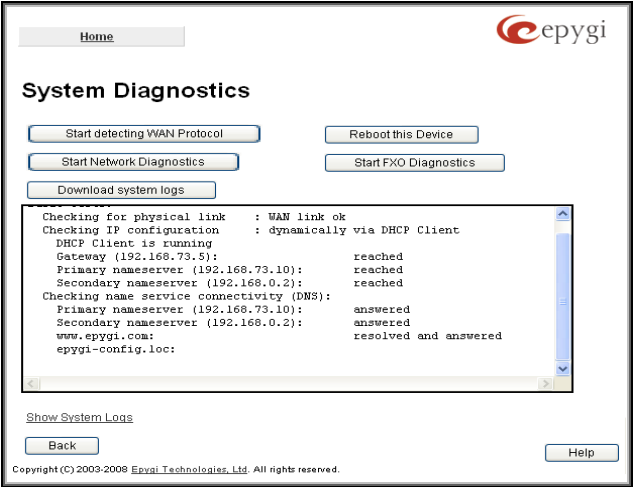 Home
epygi
System Diagnostics
Start detecting WAN Protocol
Reboot this Device
Start Network Diagnostics
Start FXO Diagnostics
Download system logs
Checking for physical link : WAN link ok
Checking IP configuration : dynamically via DHCP Client
DHCP Client is running
Gateway (192.168.73.5): reached
Primary nameserver (192.168.73.10): reached
Secondary nameserver (192.168.0.2): reached
Checking name service connectivity (DNS):
Primary nameserver (192.168.73.10): answered
Secondary nameserver (192.168.0.2): answered
www.epygi.com: resolved and answered
epygi-config.loc:
Show System Logs
Back
Help
Copyright (C) 2003-2008 Epygi Technologies, Ltd. All rights reserved.